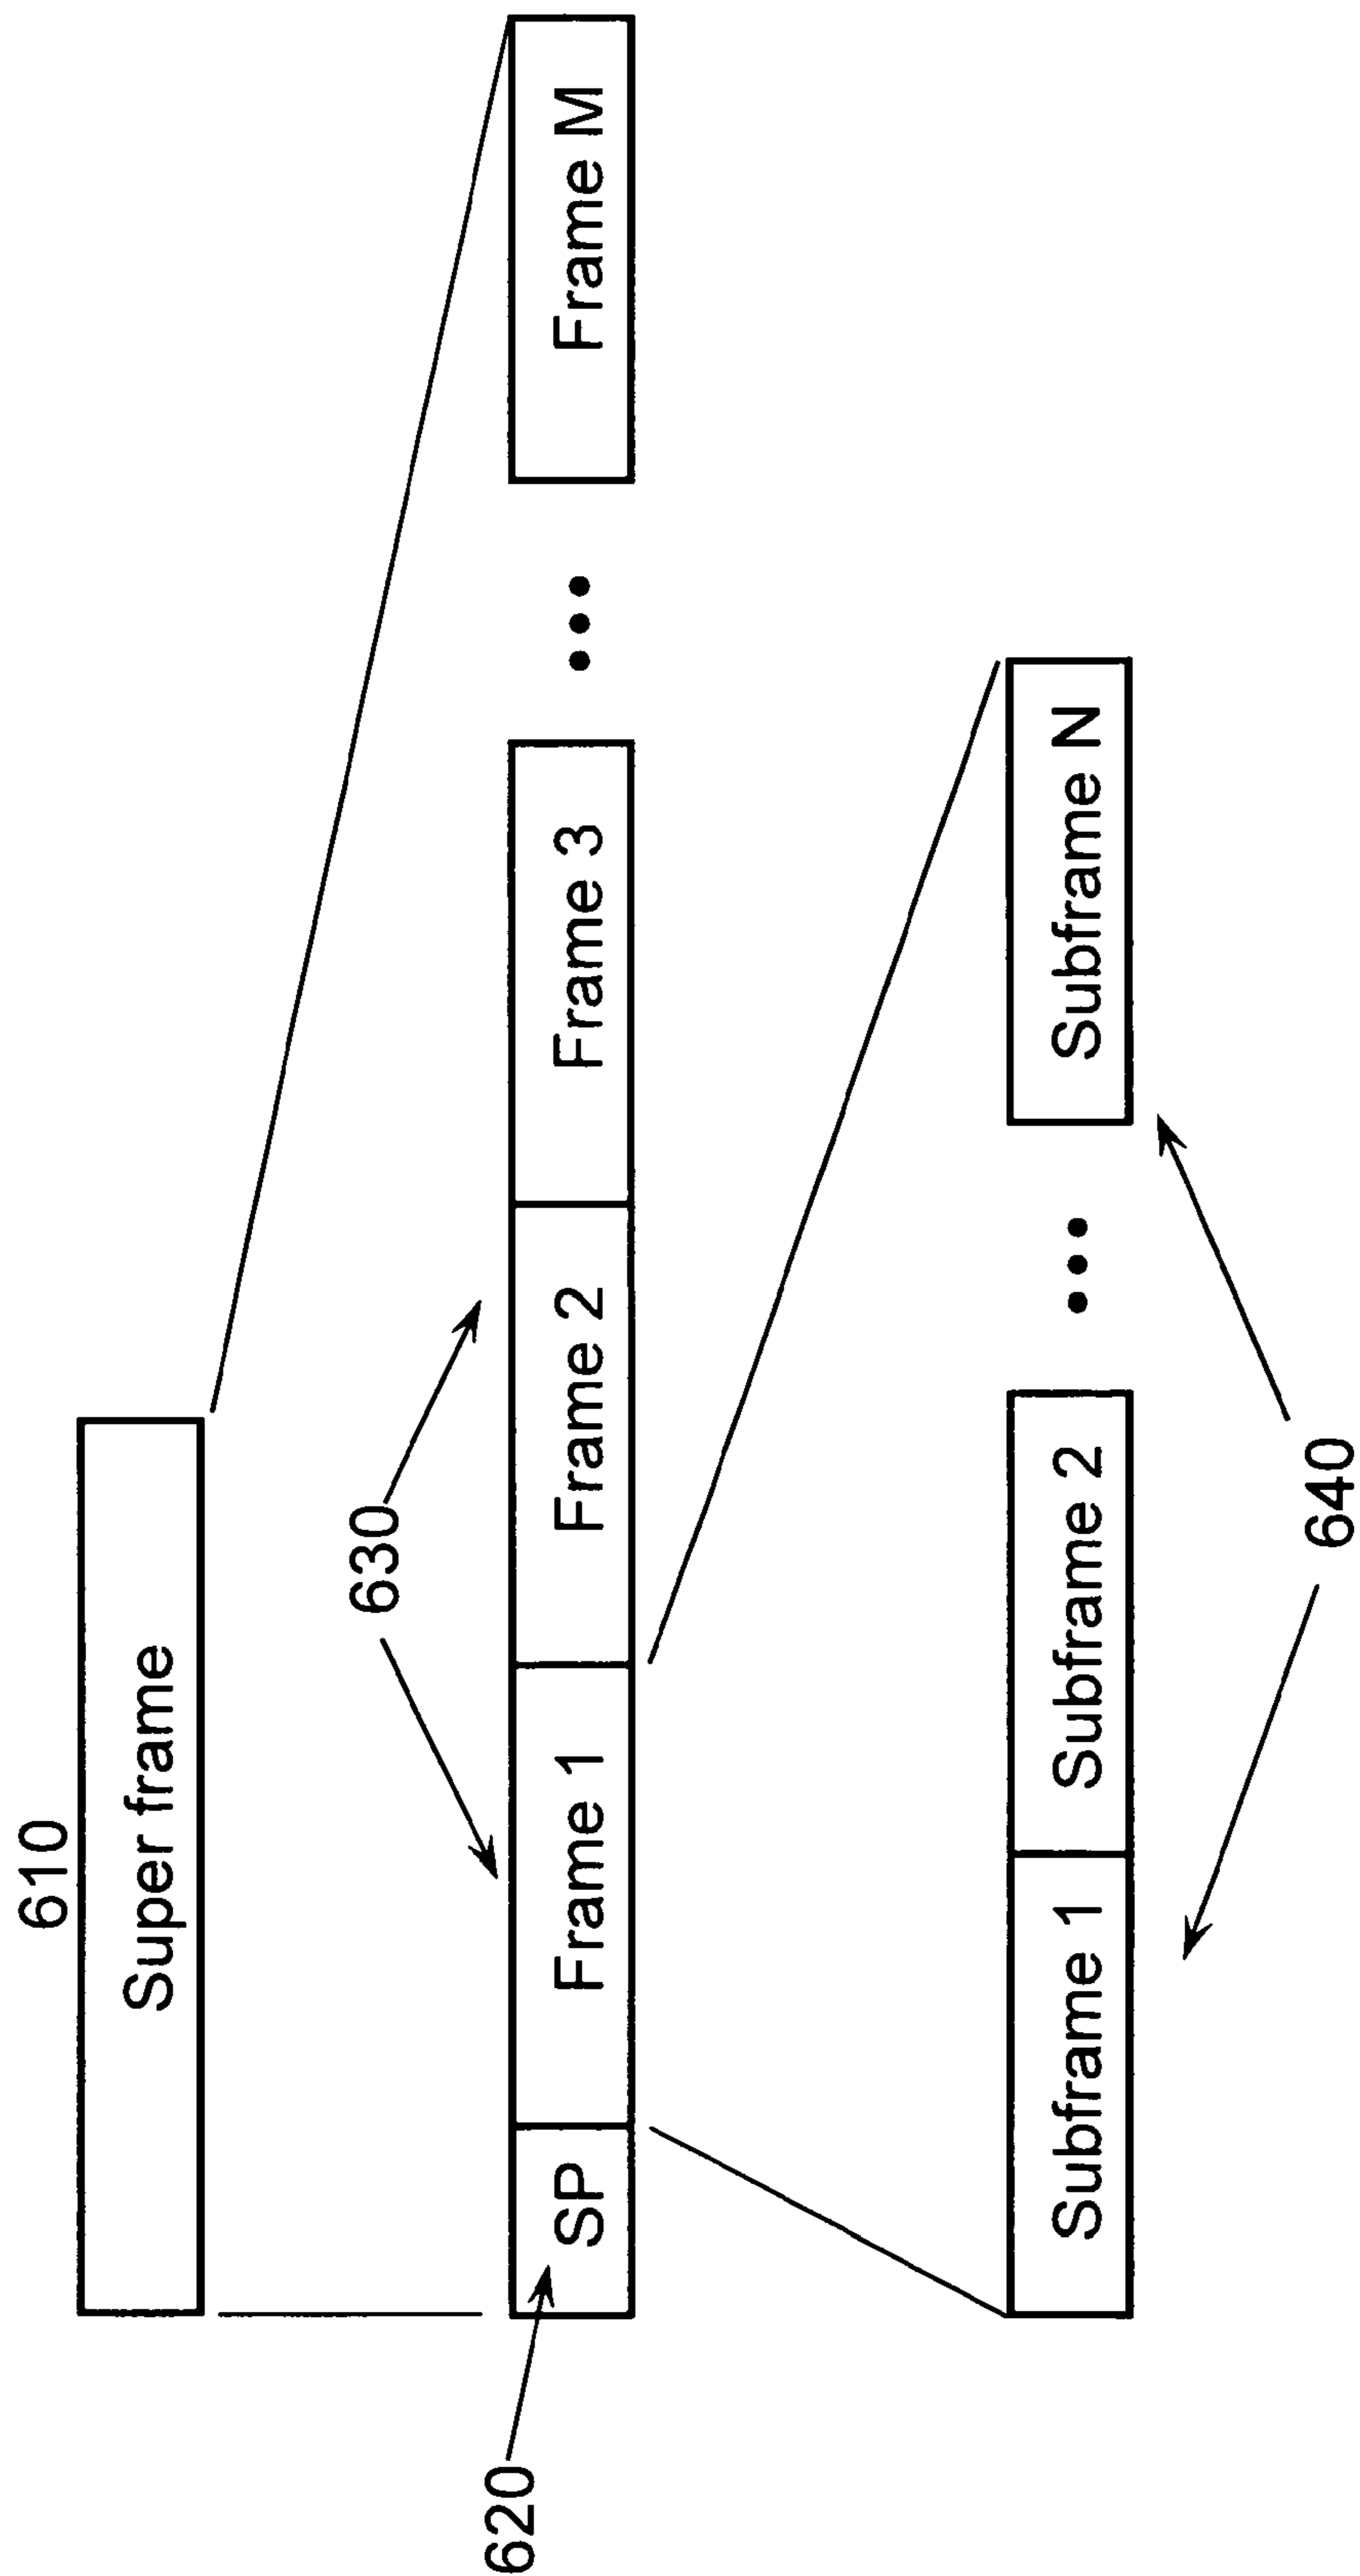 610
Super frame
630
620
SP
Frame 1
Frame 2
Frame 3
•••
Frame M
Subframe 1
Subframe 2
•••
Subframe N
640